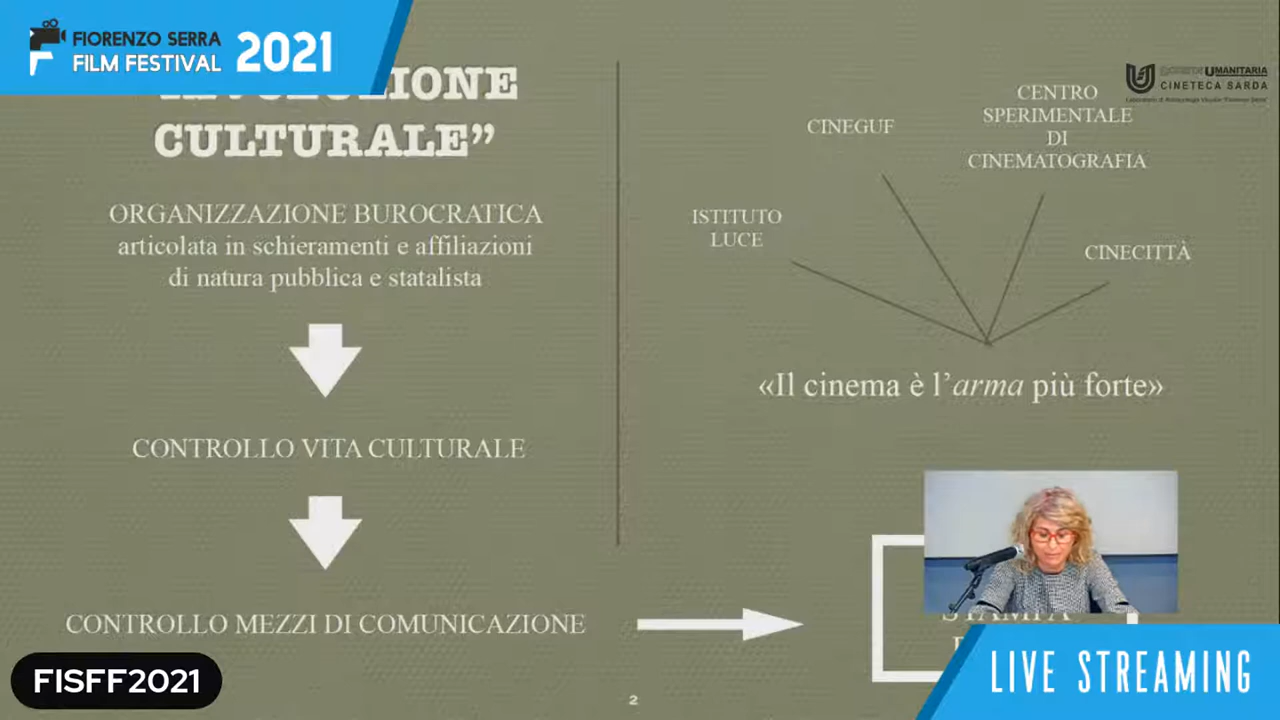 FIORENZO SERRA
FILM FESTIVAL 2021
CULTURALE”
ORGANIZZAZIONE BUROCRATICA
articolata in schieramenti e affiliazioni
di natura pubblica e statalista
CONTROLLO VITA CULTURALE
CONTROLLO MEZZI DI COMUNICAZIONE
UMANITARIA
CINETECA SARDA
CINEGUF
CENTRO
SPERIMENTALE
DI
CINEMATOGRAFIA
ISTITUTO
LUCE
CINECITTÀ
«Il cinema è l’arma più forte»
STAMPA
FISFF2021
2
LIVE STREAMING